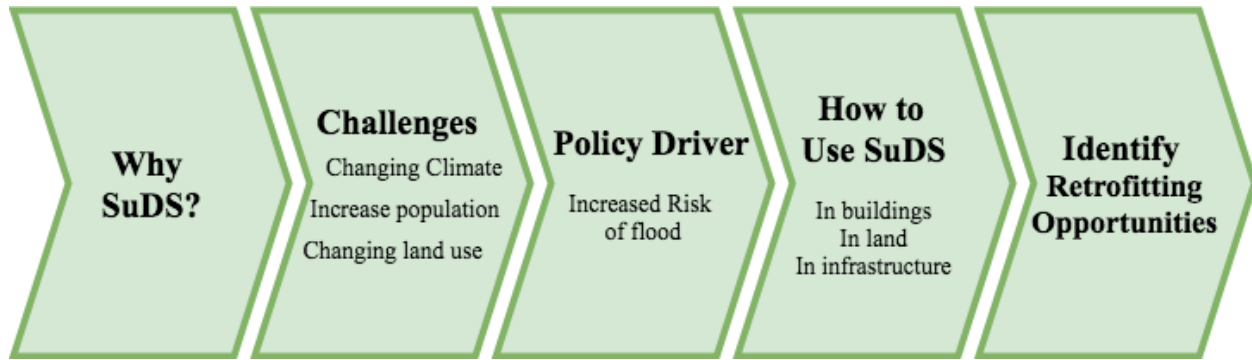 Why
SuDS?
Challenges
Changing Climate
Increase population
Changing land use
Policy Driver
Increased Risk
of flood
How to
Use SuDS
In buildings
In land
In infrastructure
Identify
Retrofitting
Opportunities